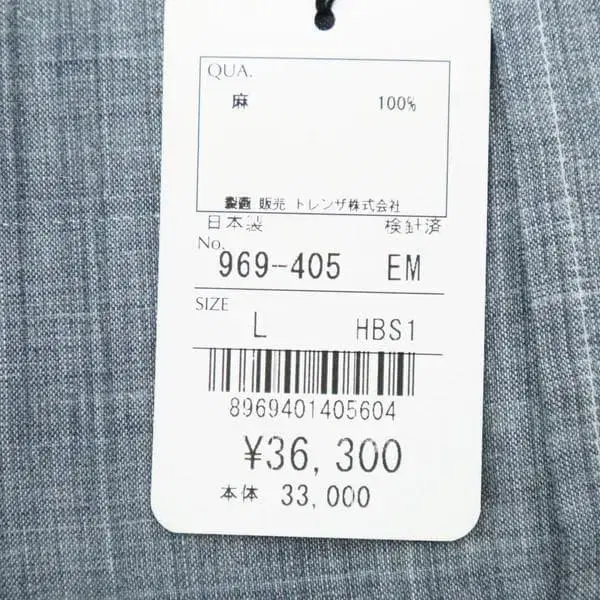 QUA.
麻 100%
販売 トレンザ株式会社
日本製 検針済
No.
969-405 EM
SIZE
L HBS1
8969401405604
¥36,300
本体 33,000